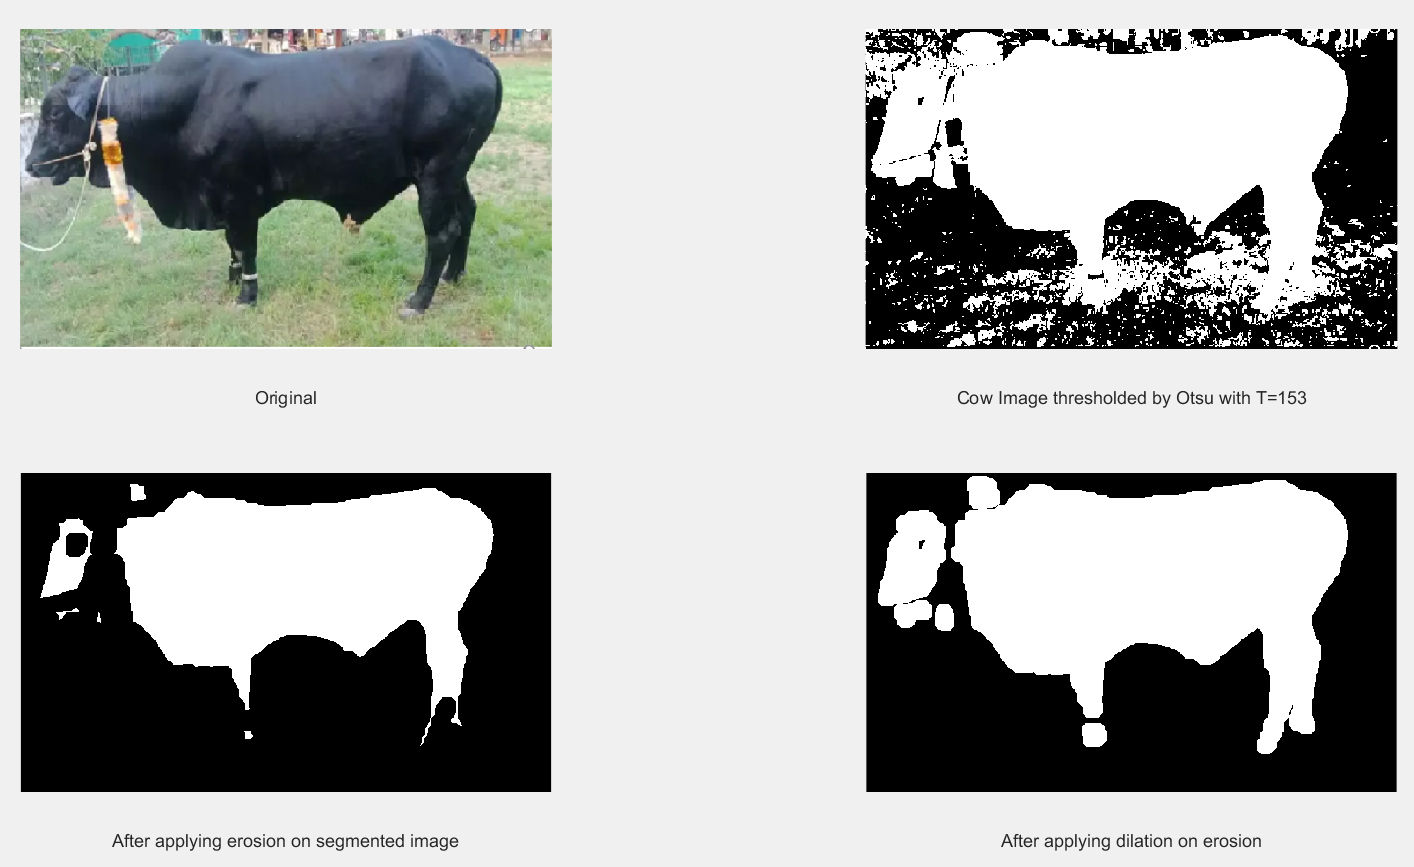 Original
Cow Image thresholded by Otsu with T=153
After applying erosion on segmented image
After applying dilation on erosion